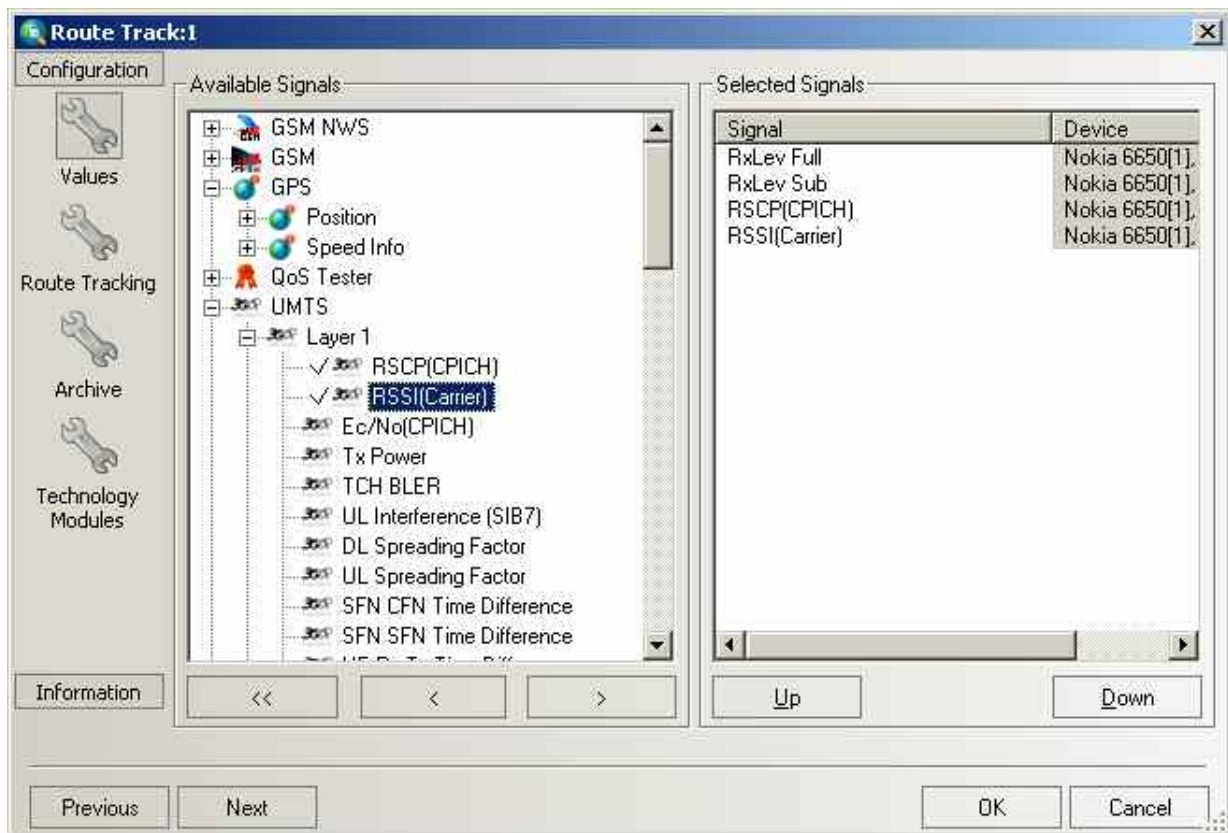 Route Track:1
Configuration
Values
Route Tracking
Archive
Technology
Modules
Information
Available Signals
GSM NWS
GSM
GPS
Position
Speed Info
QoS Tester
UMTS
Layer 1
RSCP(CPICH)
RSSI(Carrier)
Ec/No(CPICH)
Tx Power
TCH BLER
UL Interference (SIB7)
DL Spreading Factor
UL Spreading Factor
SFN CFN Time Difference
SFN SFN Time Difference
<< < >
Selected Signals
Signal Device
RxLev Full Nokia 6650[1],
RxLev Sub Nokia 6650[1],
RSCP(CPICH) Nokia 6650[1],
RSSI(Carrier) Nokia 6650[1],
Up Down
Previous Next OK Cancel